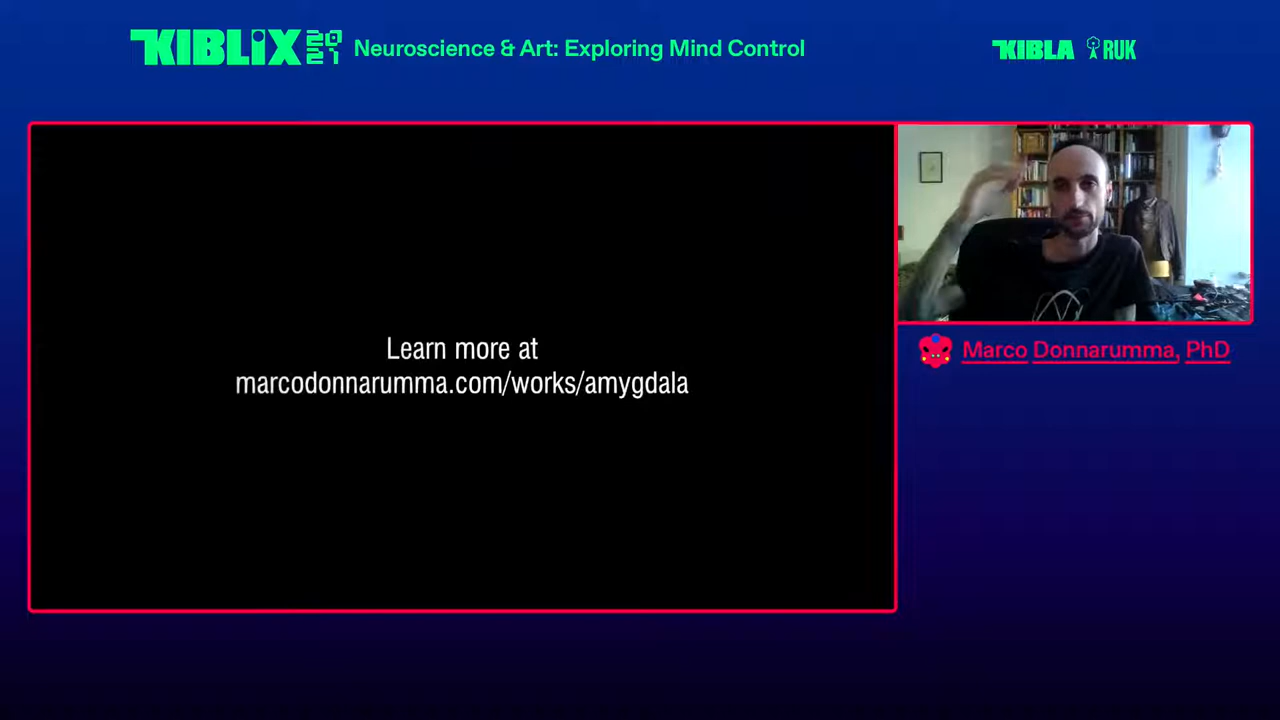 KIBLIX 2021
Neuroscience & Art: Exploring Mind Control
KIBLA
RUK
Learn more at
marcodonnarumma.com/works/amygdala
Marco Donnarumma, PhD